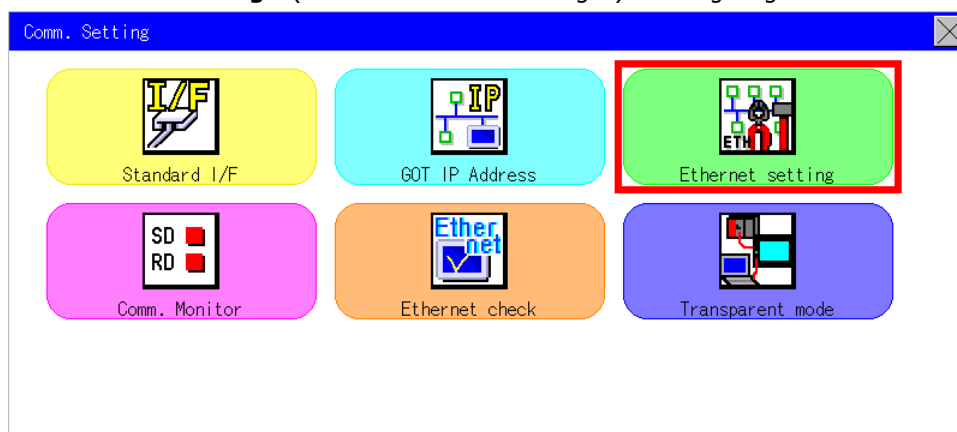 Comm. Setting
I/F
IP
ETH
Standard I/F
GOT IP Address
Ethernet setting
SD
RD
Ether
net
Comm. Monitor
Ethernet check
Transparent mode